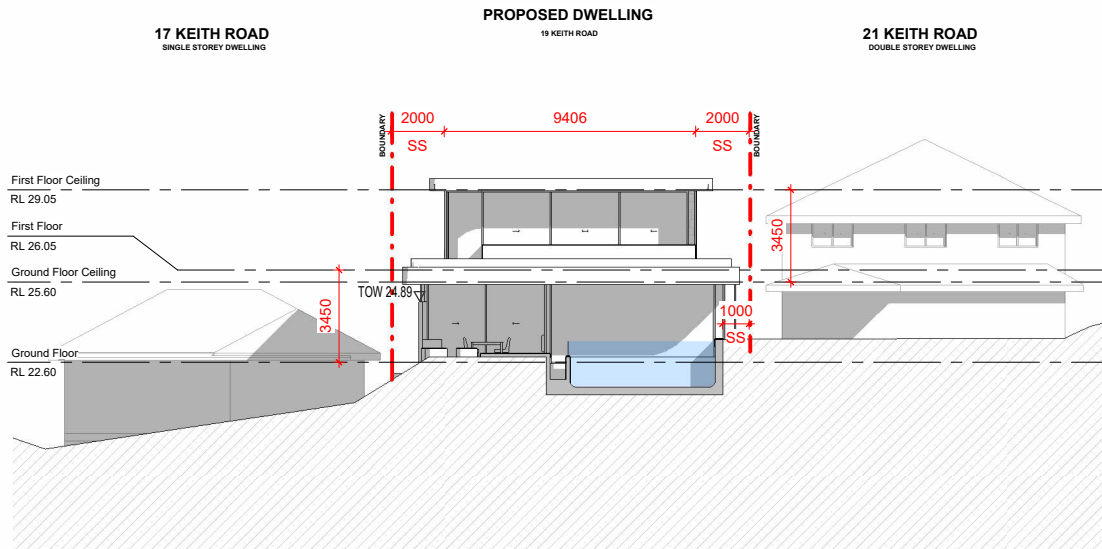 PROPOSED DWELLING
19 KEITH ROAD
17 KEITH ROAD
SINGLE STOREY DWELLING
21 KEITH ROAD
DOUBLE STOREY DWELLING
BOUNDARY
2000
SS
9406
2000
SS
BOUNDARY
First Floor Ceiling
RL 29.05
First Floor
RL 26.05
3450
Ground Floor Ceiling
RL 25.60
TOW 24.89
3450
1000
SS
Ground Floor
RL 22.60